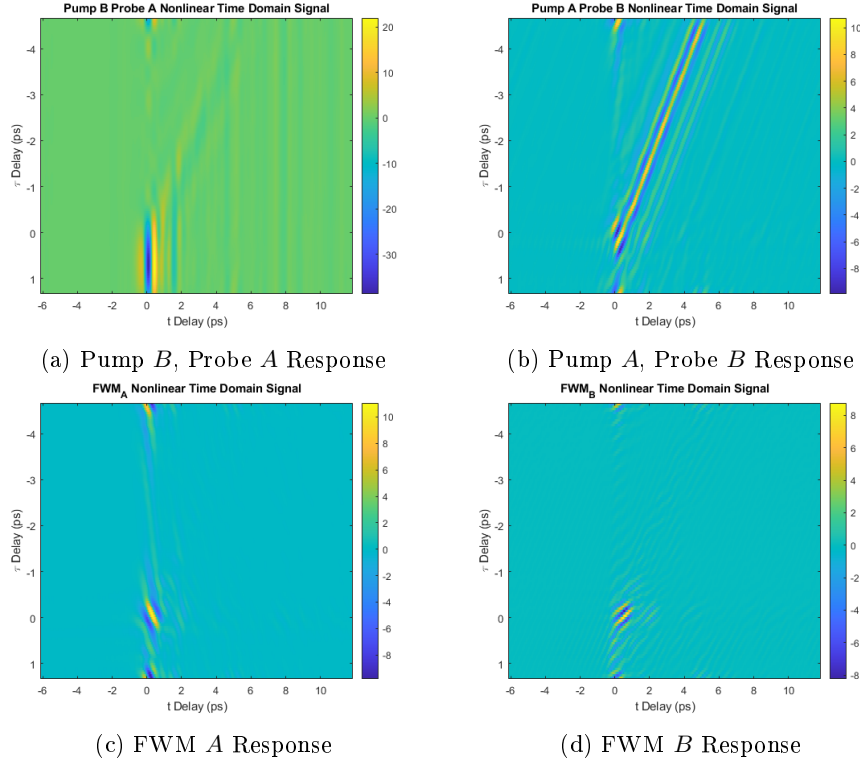 Pump B Probe A Nonlinear Time Domain Signal
-4
-3
-2
-1
0
1
τ Delay (ps)
-6 -4 -2 0 2 4 6 8 10
t Delay (ps)
20
10
0
-10
-20
-30
(a) Pump B, Probe A Response
Pump A Probe B Nonlinear Time Domain Signal
-4
-3
-2
-1
0
1
τ Delay (ps)
-6 -4 -2 0 2 4 6 8 10
t Delay (ps)
10
8
6
4
2
0
-2
-4
-6
-8
(b) Pump A, Probe B Response
FWM_A Nonlinear Time Domain Signal
-4
-3
-2
-1
0
1
τ Delay (ps)
-6 -4 -2 0 2 4 6 8 10
t Delay (ps)
10
8
6
4
2
0
-2
-4
-6
-8
(c) FWM A Response
FWM_B Nonlinear Time Domain Signal
-4
-3
-2
-1
0
1
τ Delay (ps)
-6 -4 -2 0 2 4 6 8 10
t Delay (ps)
8
6
4
2
0
-2
-4
-6
-8
(d) FWM B Response